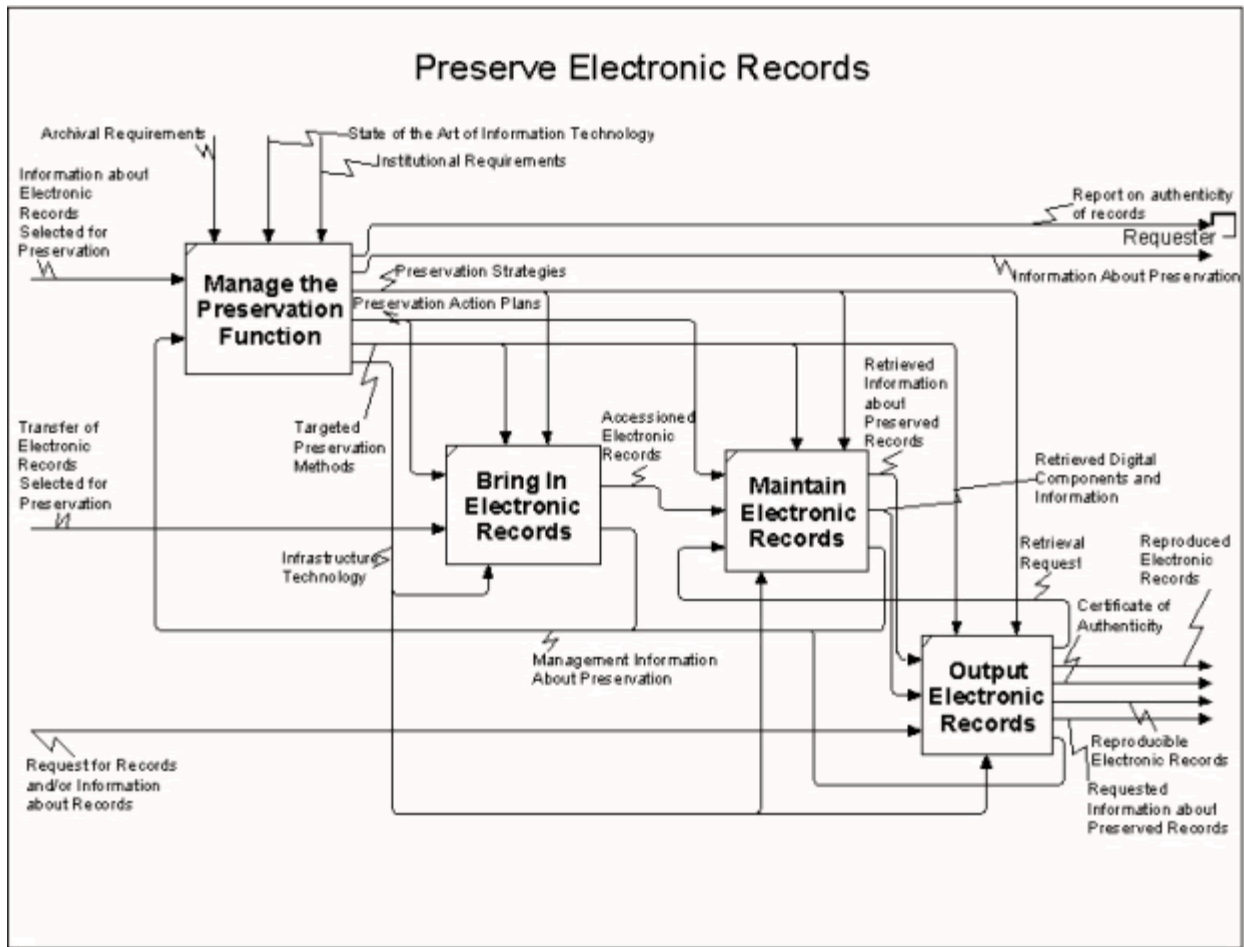 Preserve Electronic Records
Archival Requirements
State of the Art of Information Technology
Institutional Requirements
Information about
Electronic
Records
Selected for
Preservation
Report on authenticity
of records
Requester
Information About Preservation
Manage the
Preservation
Function
Preservation Strategies
Preservation Action Plans
Targeted
Preservation
Methods
Retrieved
Information
about
Preserved
Records
Accessioned
Electronic
Records
Transfer of
Electronic
Records
Selected for
Preservation
Bring In
Electronic
Records
Maintain
Electronic
Records
Retrieved Digital
Components and
Information
Infrastructure
Technology
Retrieval
Request
Reproduced
Electronic
Records
Certificate of
Authenticity
Management Information
About Preservation
Output
Electronic
Records
Request for Records
and/or Information
about Records
Reproducible
Electronic Records
Requested
Information about
Preserved Records